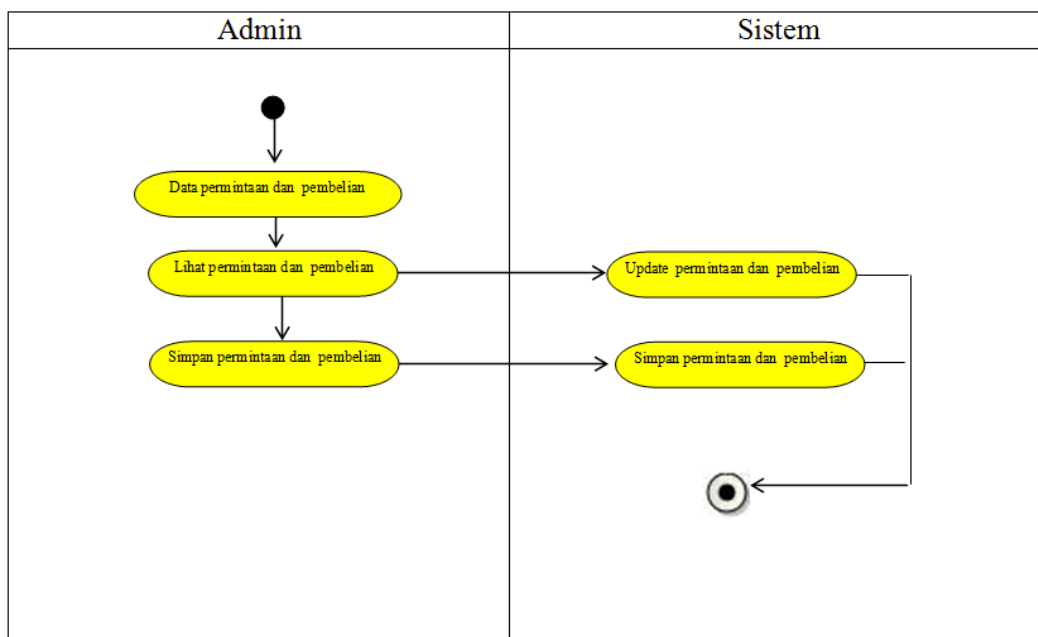 Admin
Sistem
Data permintaan dan pembelian
Lihat permintaan dan pembelian
Update permintaan dan pembelian
Simpan permintaan dan pembelian
Simpan permintaan dan pembelian